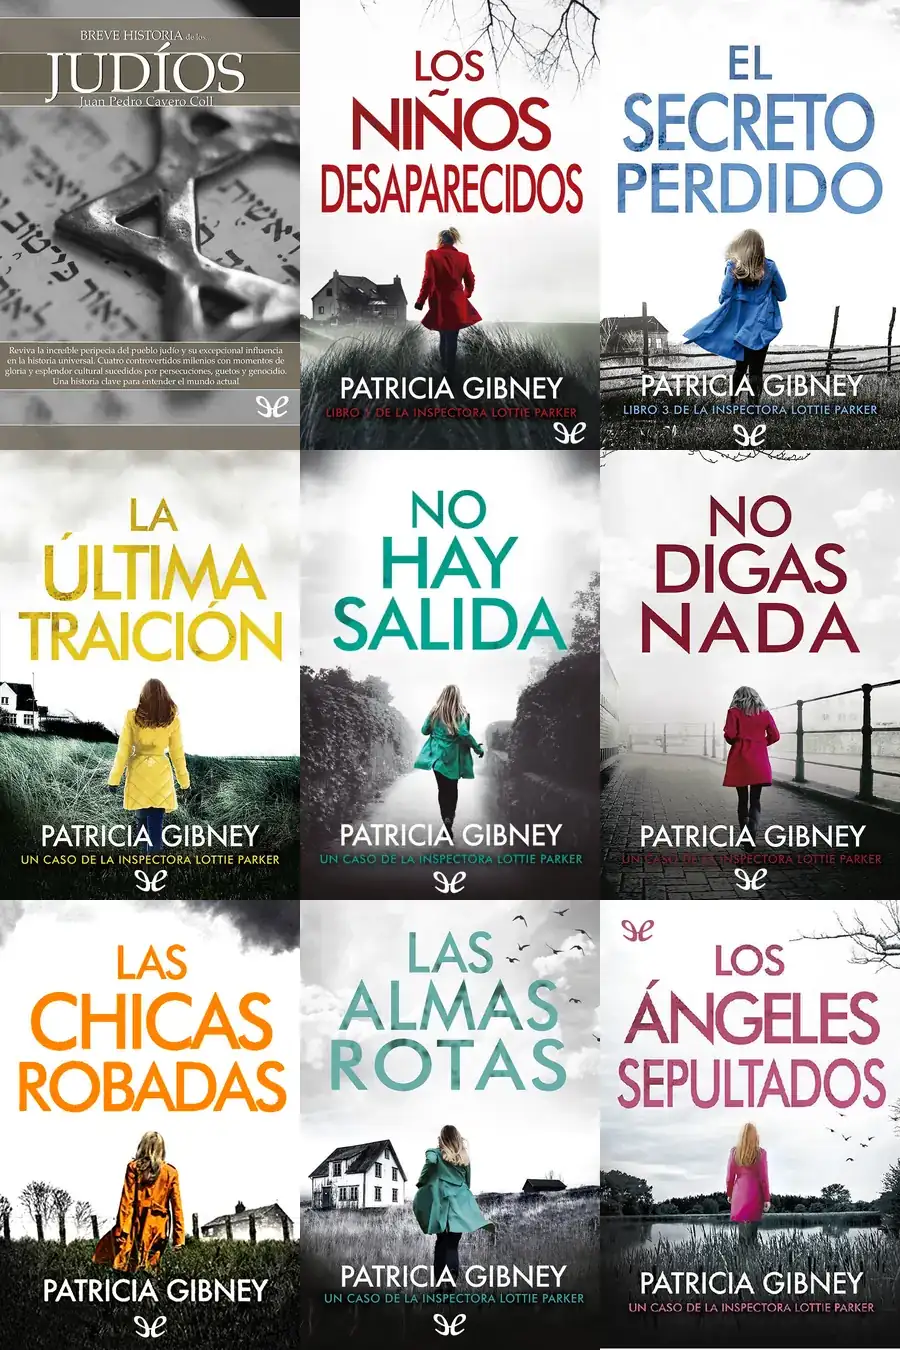 BREVE HISTORIA de los...
JUDÍOS
Juan Pedro Cavero Coll
Reviva la increíble peripecia del pueblo judío y su excepcional influencia
en la historia universal. Cuatro controvertidos milenios con momentos de
gloria y esplendor cultural sucedidos por persecuciones, guetos y genocidio.
Una historia clave para entender el mundo actual.
LOS
NIÑOS
DESAPARECIDOS
PATRICIA GIBNEY
LIBRO 1 DE LA INSPECTORA LOTTIE PARKER
EL
SECRETO
PERDIDO
PATRICIA GIBNEY
LIBRO 3 DE LA INSPECTORA LOTTIE PARKER
LA
ÚLTIMA
TRAICIÓN
PATRICIA GIBNEY
UN CASO DE LA INSPECTORA LOTTIE PARKER
NO
HAY
SALIDA
PATRICIA GIBNEY
UN CASO DE LA INSPECTORA LOTTIE PARKER
NO
DIGAS
NADA
PATRICIA GIBNEY
UN CASO DE LA INSPECTORA LOTTIE PARKER
LAS
CHICAS
ROBADAS
PATRICIA GIBNEY
LAS
ALMAS
ROTAS
PATRICIA GIBNEY
UN CASO DE LA INSPECTORA LOTTIE PARKER
LOS
ÁNGELES
SEPULTADOS
PATRICIA GIBNEY
UN CASO DE LA INSPECTORA LOTTIE PARKER